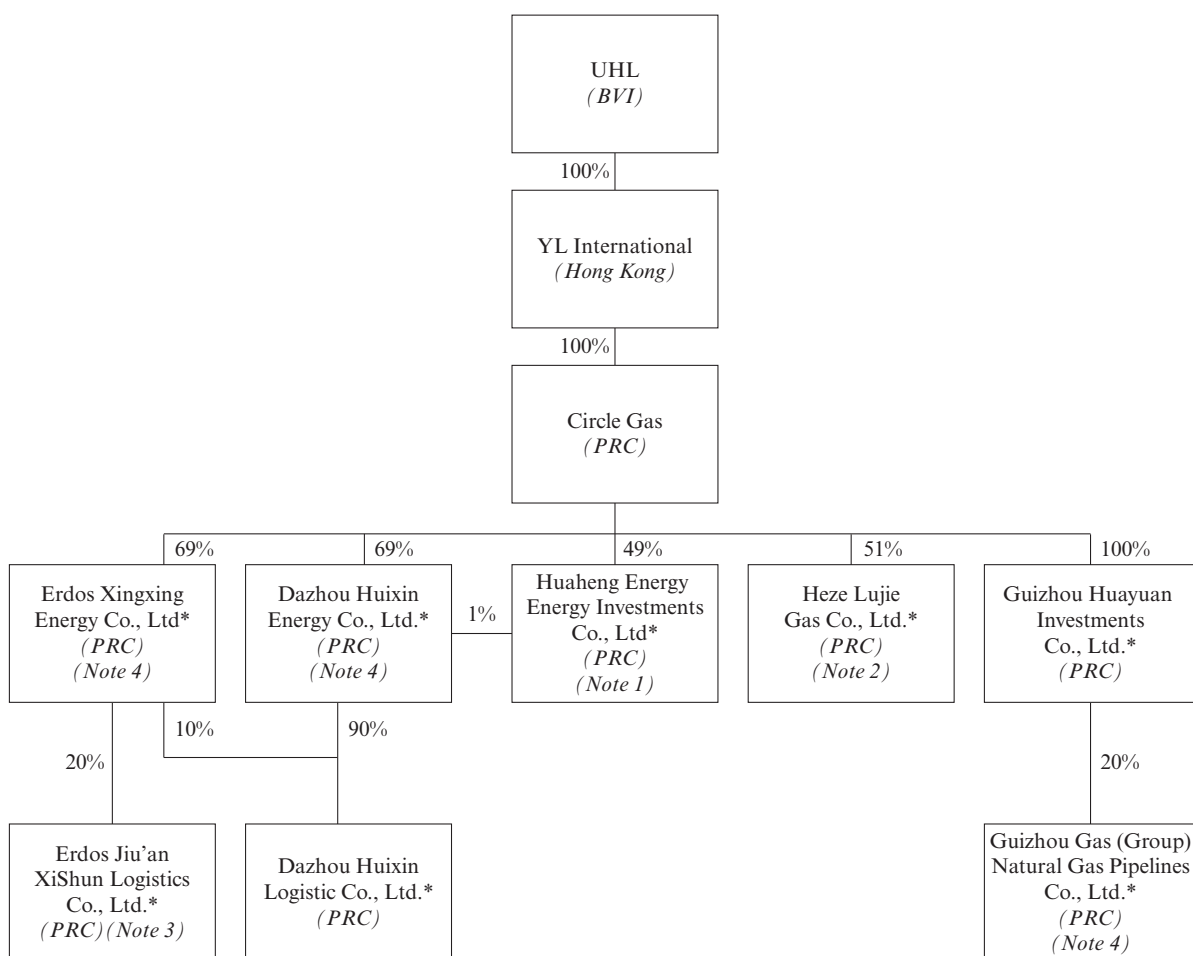 UHL
(BVI)
100%
YL International
(Hong Kong)
100%
Circle Gas
(PRC)
69%
69%
49%
51%
100%
Erdos Xingxing
Energy Co., Ltd*
(PRC)
(Note 4)
Dazhou Huixin
Energy Co., Ltd.*
(PRC)
(Note 4)
1%
Huaheng Energy
Energy Investments
Co., Ltd*
(PRC)
(Note 1)
Heze Lujie
Gas Co., Ltd.*
(PRC)
(Note 2)
Guizhou Huayuan
Investments
Co., Ltd.*
(PRC)
10%
90%
20%
20%
Erdos Jiu'an
XiShun Logistics
Co., Ltd.*
(PRC)(Note 3)
Dazhou Huixin
Logistic Co., Ltd.*
(PRC)
Guizhou Gas (Group)
Natural Gas Pipelines
Co., Ltd.*
(PRC)
(Note 4)